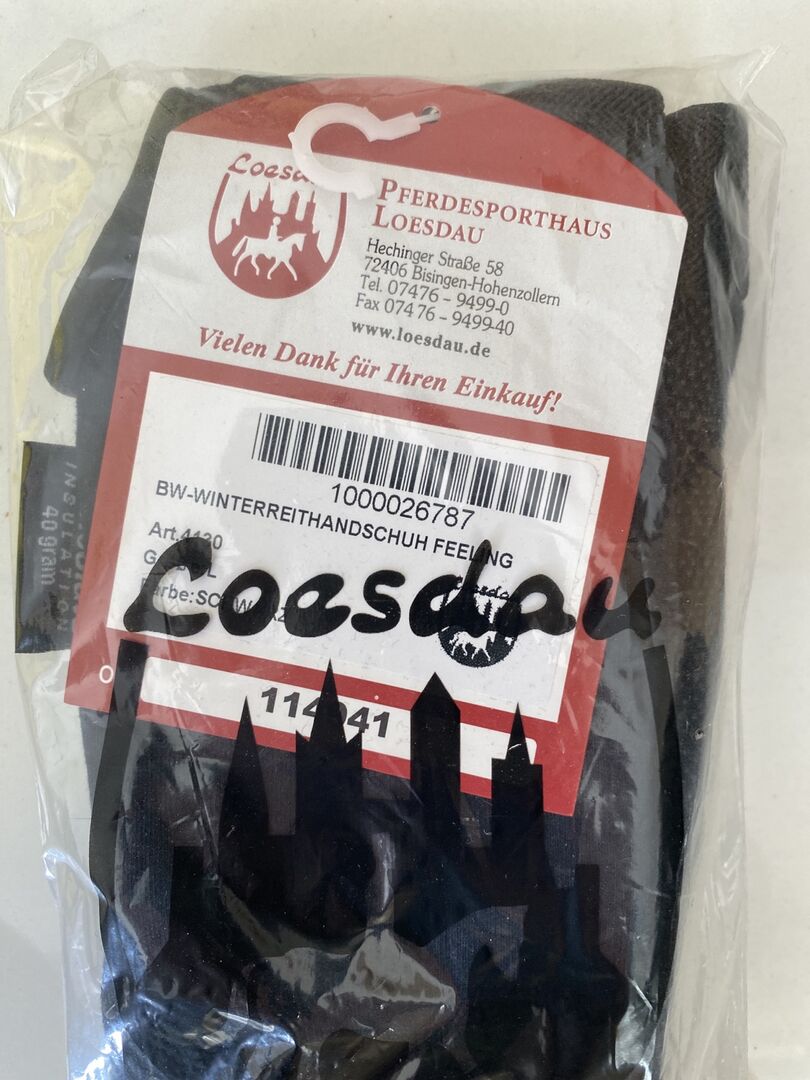 PFERDESPORTHAUS
LOESDAU
Hechinger Straße 58
72406 Bisingen-Hohenzollern
Tel. 07476 - 9499-0
Fax 07476 - 9499-40
www.loesdau.de
Vielen Dank für Ihren Einkauf!
1000026787
BW-WINTERREITHANDSCHUH FEELING
Loesdau
INSULATION
40 gram